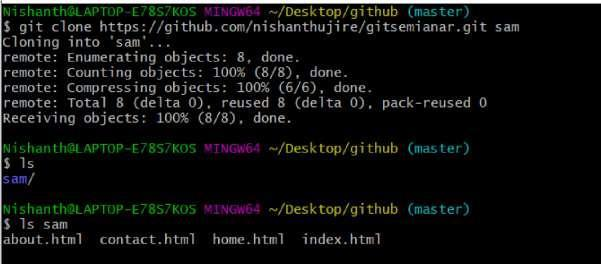 Nishanth@LAPTOP-E78S7KOS MINGW64 ~/Desktop/github (master)
$ git clone https://github.com/nishanthujire/gitsemianar.git sam
Cloning into 'sam'...
remote: Enumerating objects: 8, done.
remote: Counting objects: 100% (8/8), done.
remote: Compressing objects: 100% (6/6), done.
remote: Total 8 (delta 0), reused 8 (delta 0), pack-reused 0
Receiving objects: 100% (8/8), done.
Nishanth@LAPTOP-E78S7KOS MINGW64 ~/Desktop/github (master)
$ ls
sam/
Nishanth@LAPTOP-E78S7KOS MINGW64 ~/Desktop/github (master)
$ ls sam
about.html  contact.html  home.html  index.html